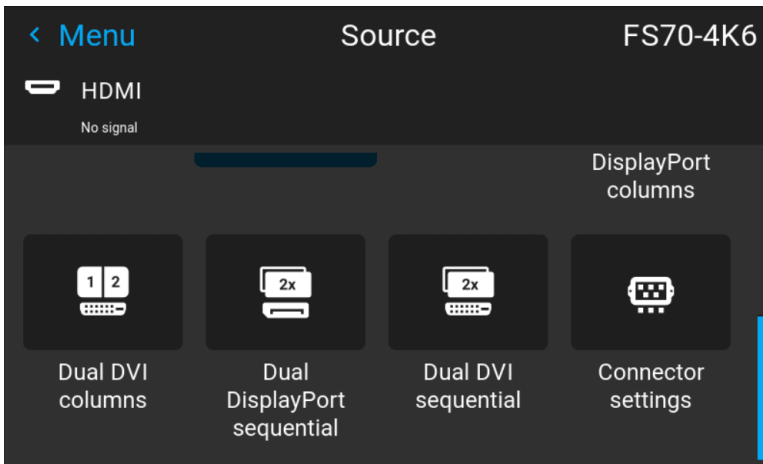 < Menu
Source
FS70-4K6
HDMI
No signal
DisplayPort
columns
1 2
2x
2x
Dual DVI
columns
Dual
DisplayPort
sequential
Dual DVI
sequential
Connector
settings